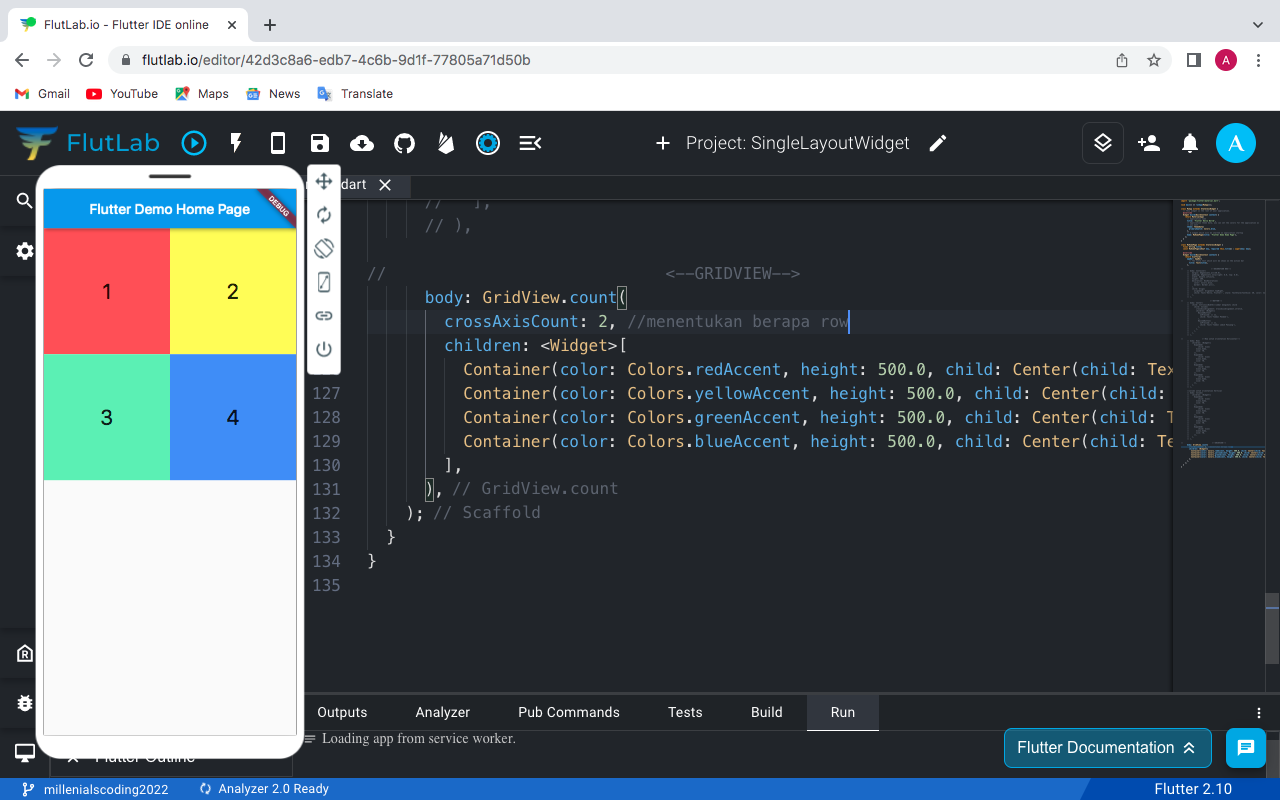 FlutLab.io - Flutter IDE online
flutlab.io/editor/42d3c8a6-edb7-4c6b-9d1f-77805a71d50b
A
Gmail
YouTube
Maps
News
Translate
FlutLab
Project: SingleLayoutWidget
A
Flutter Demo Home Page
DEBUG
1
2
3
4
dart
// ],
// ),
// <--GRIDVIEW-->
body: GridView.count(
crossAxisCount: 2, //menentukan berapa row
children: <Widget>[
Container(color: Colors.redAccent, height: 500.0, child: Center(child: Tex
127 Container(color: Colors.yellowAccent, height: 500.0, child: Center(child:
128 Container(color: Colors.greenAccent, height: 500.0, child: Center(child: T
129 Container(color: Colors.blueAccent, height: 500.0, child: Center(child: Te
130 ],
131 ), // GridView.count
132 ); // Scaffold
133 }
134 }
135
Outputs
Analyzer
Pub Commands
Tests
Build
Run
Loading app from service worker.
Flutter Documentation
Flutter Outline
millenialscoding2022
Analyzer 2.0 Ready
Flutter 2.10